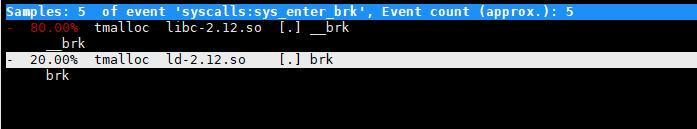 Samples: 5  of event 'syscalls:sys_enter_brk', Event count (approx.): 5
-  80.00%  tmalloc  libc-2.12.so  [.] __brk
     __brk
-  20.00%  tmalloc  ld-2.12.so    [.] brk
     brk